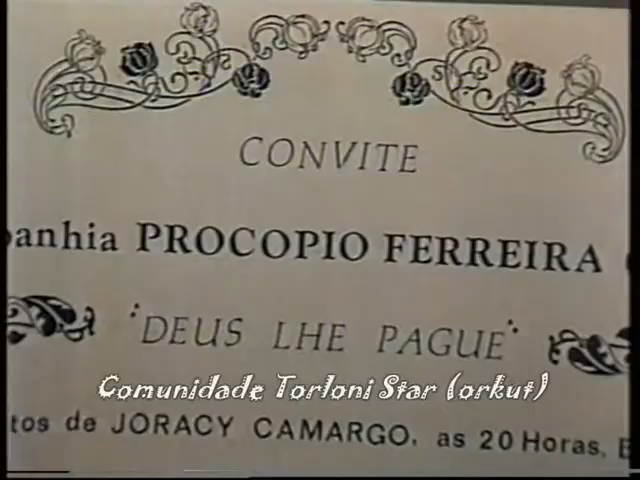 CONVITE
panhia PROCOPIO FERREIRA
"DEUS LHE PAGUE"
Comunidade Torloni Star (orkut)
tos de JORACY CAMARGO, as 20 Horas,